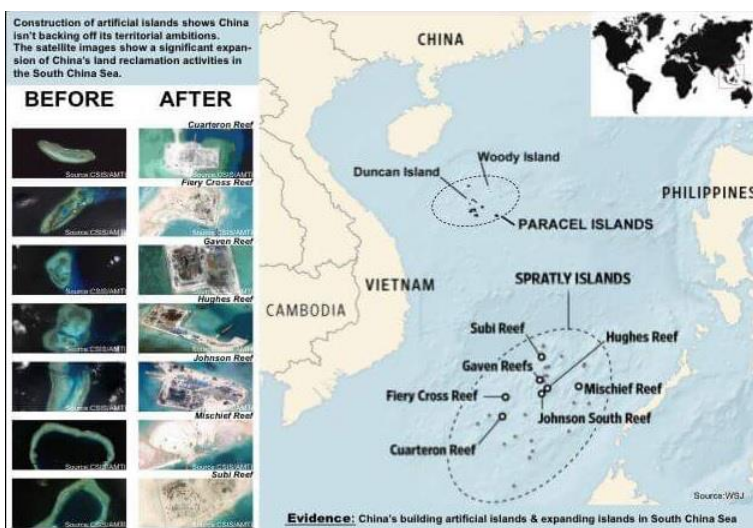 Construction of artificial islands shows China
isn't backing off its territorial ambitions.
The satellite images show a significant expan-
sion of China's land reclamation activities in
the South China Sea.
BEFORE
AFTER
Cuarteron Reef
Source:CSIS/AMTI
Source:CSIS/AMTI
Fiery Cross Reef
Source:CSIS/AMTI
Source:CSIS/AMTI
Gaven Reef
Source:CSIS/AMTI
Source:CSIS/AMTI
Hughes Reef
Source:CSIS/AMTI
Source:CSIS/AMTI
Johnson Reef
Source:CSIS/AMTI
Source:CSIS/AMTI
Mischief Reef
Source:CSIS/AMTI
Source:CSIS/AMTI
Subi Reef
Source:CSIS/AMTI
Source:CSIS/AMTI
CHINA
Woody Island
Duncan Island
PHILIPPINES
PARACEL ISLANDS
VIETNAM
SPRATLY ISLANDS
CAMBODIA
Subi Reef
Hughes Reef
Gaven Reefs
Mischief Reef
Fiery Cross Reef
Johnson South Reef
Cuarteron Reef
Source:WSJ
Evidence: China's building artificial islands & expanding islands in South China Sea